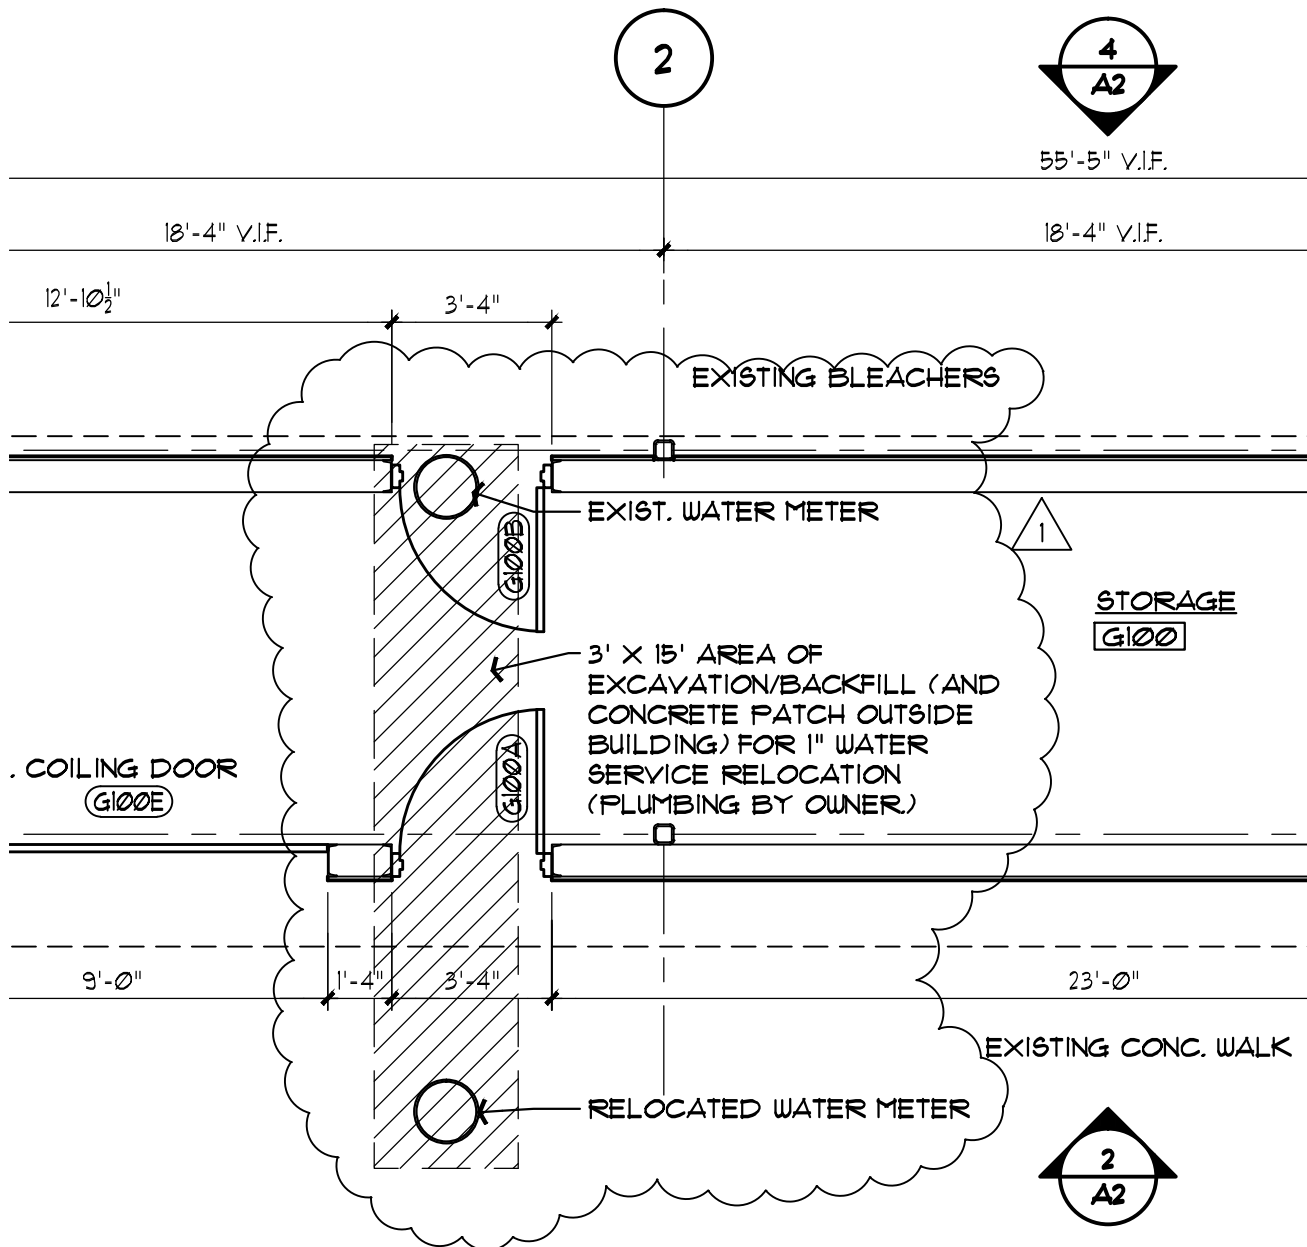 2
4
A2
55'-5" V.I.F.
18'-4" V.I.F.
18'-4" V.I.F.
12'-10½"
3'-4"
EXISTING BLEACHERS
EXIST. WATER METER
G100B
1
STORAGE
G100
3' X 15' AREA OF
EXCAVATION/BACKFILL (AND
CONCRETE PATCH OUTSIDE
BUILDING) FOR 1" WATER
SERVICE RELOCATION
(PLUMBING BY OWNER.)
G100A
. COILING DOOR
G100E
9'-0"
1'-4"
3'-4"
23'-0"
EXISTING CONC. WALK
RELOCATED WATER METER
2
A2